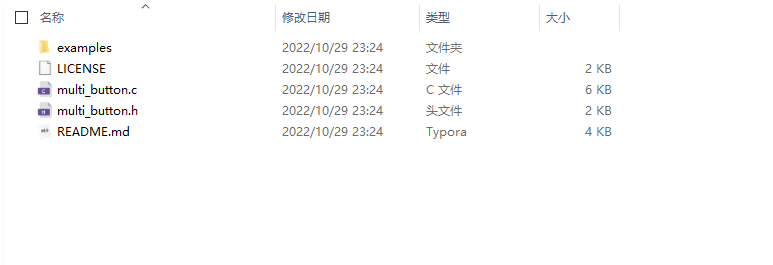 名称 修改日期 类型 大小
examples 2022/10/29 23:24 文件夹
LICENSE 2022/10/29 23:24 文件 2 KB
multi_button.c 2022/10/29 23:24 C 文件 6 KB
multi_button.h 2022/10/29 23:24 头文件 2 KB
README.md 2022/10/29 23:24 Typora 4 KB